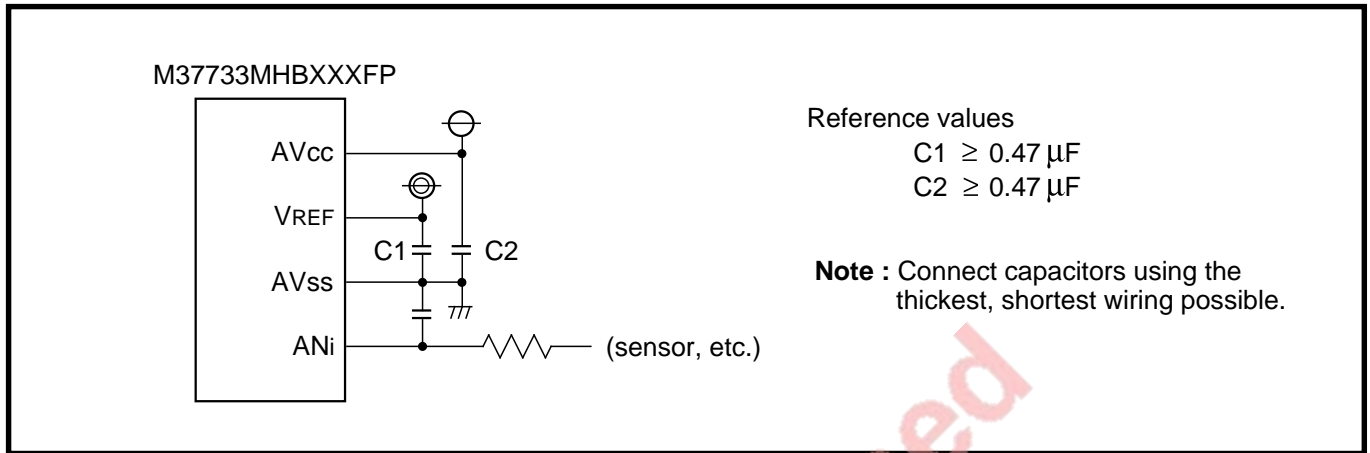 M37733MHBXXXFP
AVcc
VREF
C1
C2
AVss
ANi
(sensor, etc.)
Reference values
C1 ≥ 0.47 μF
C2 ≥ 0.47 μF
Note : Connect capacitors using the
thickest, shortest wiring possible.